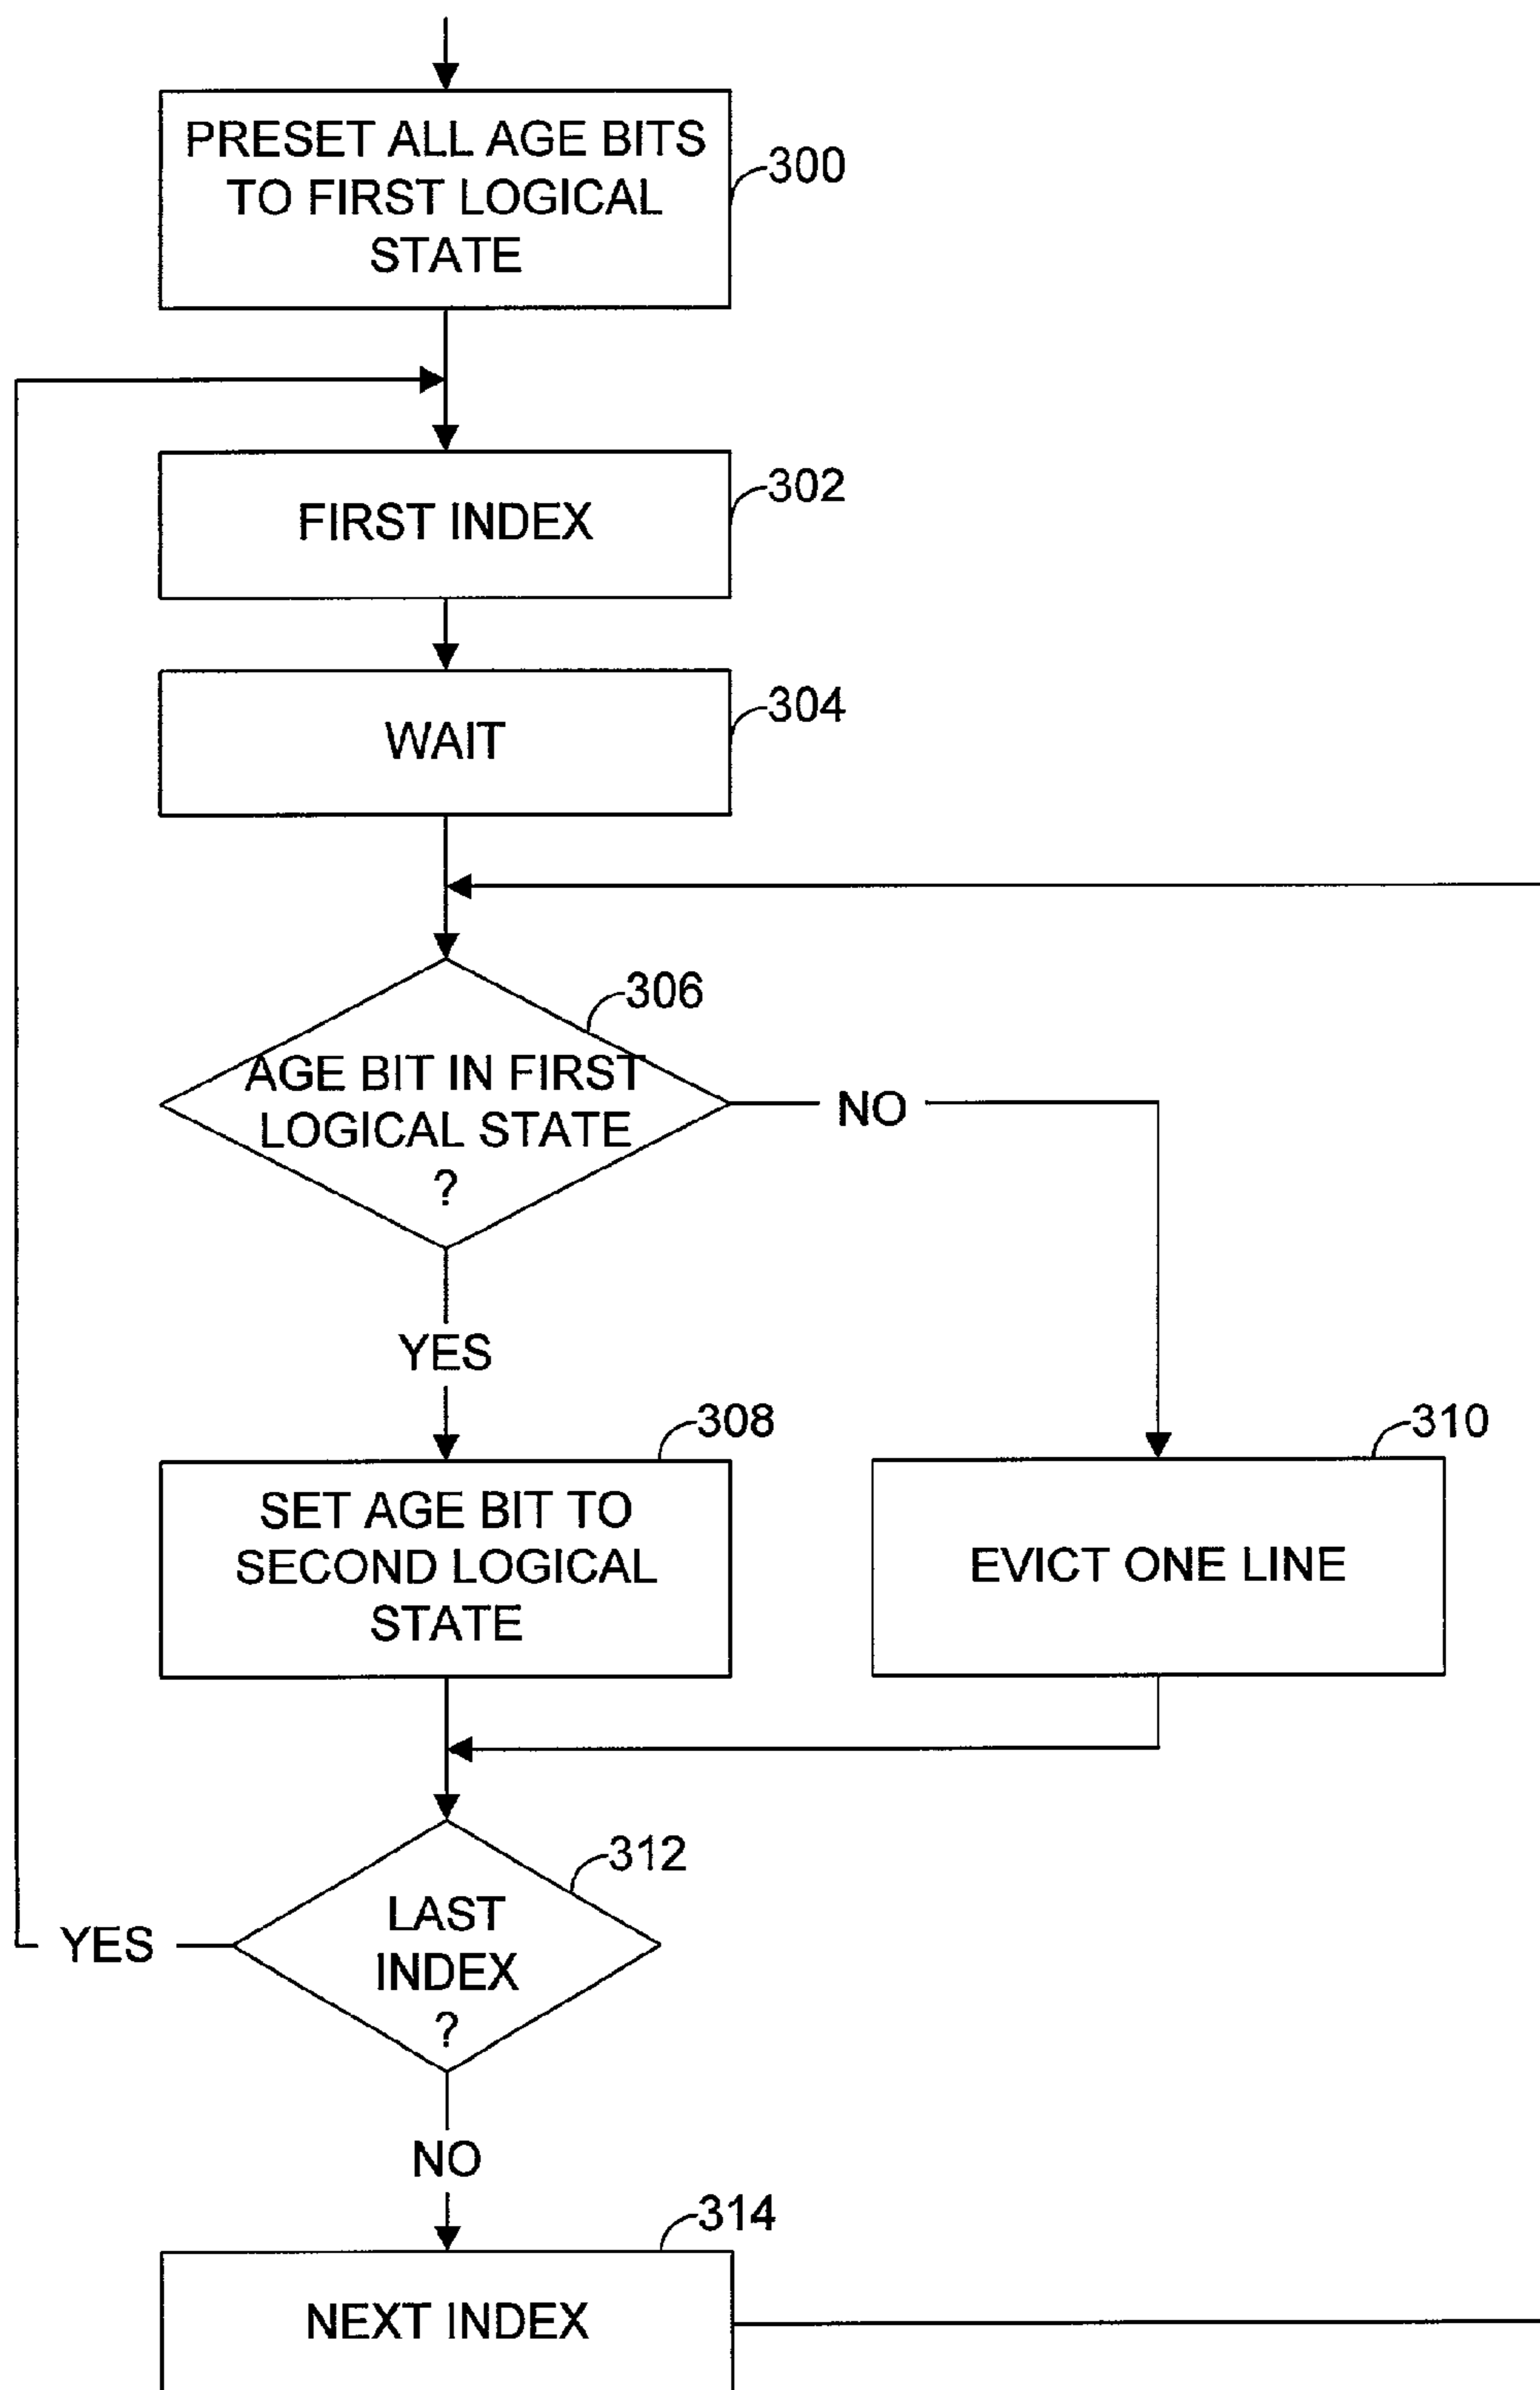 PRESET ALL AGE BITS
TO FIRST LOGICAL
STATE
300
FIRST INDEX
302
WAIT
304
306
AGE BIT IN FIRST
LOGICAL STATE
?
NO
YES
308
SET AGE BIT TO
SECOND LOGICAL
STATE
310
EVICT ONE LINE
312
LAST
INDEX
?
YES
NO
314
NEXT INDEX